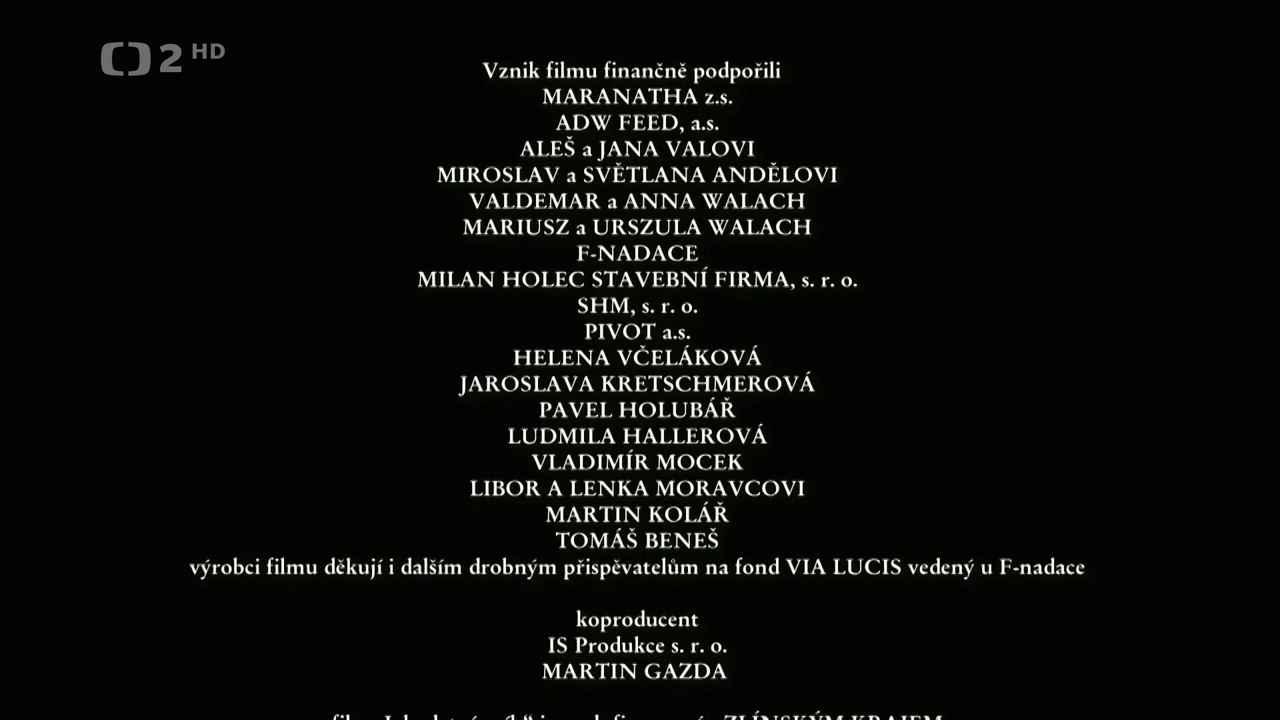 2 HD
Vznik filmu finančně podpořili
MARANATHA z.s.
ADW FEED, a.s.
ALEŠ a JANA VALOVI
MIROSLAV a SVĚTLANA ANDĚLOVI
VALDEMAR a ANNA WALACH
MARIUSZ a URSZULA WALACH
F-NADACE
MILAN HOLEC STAVEBNÍ FIRMA, s. r. o.
SHM, s. r. o.
PIVOT a.s.
HELENA VČELÁKOVÁ
JAROSLAVA KRETSCHMEROVÁ
PAVEL HOLUBÁŘ
LUDMILA HALLEROVÁ
VLADIMÍR MOCEK
LIBOR A LENKA MORAVCOVI
MARTIN KOLÁŘ
TOMÁŠ BENEŠ
výrobci filmu děkují i dalším drobným přispěvatelům na fond VIA LUCIS vedený u F-nadace
koproducent
IS Produkce s. r. o.
MARTIN GAZDA
ZLÍNSKÝM KRAJEM